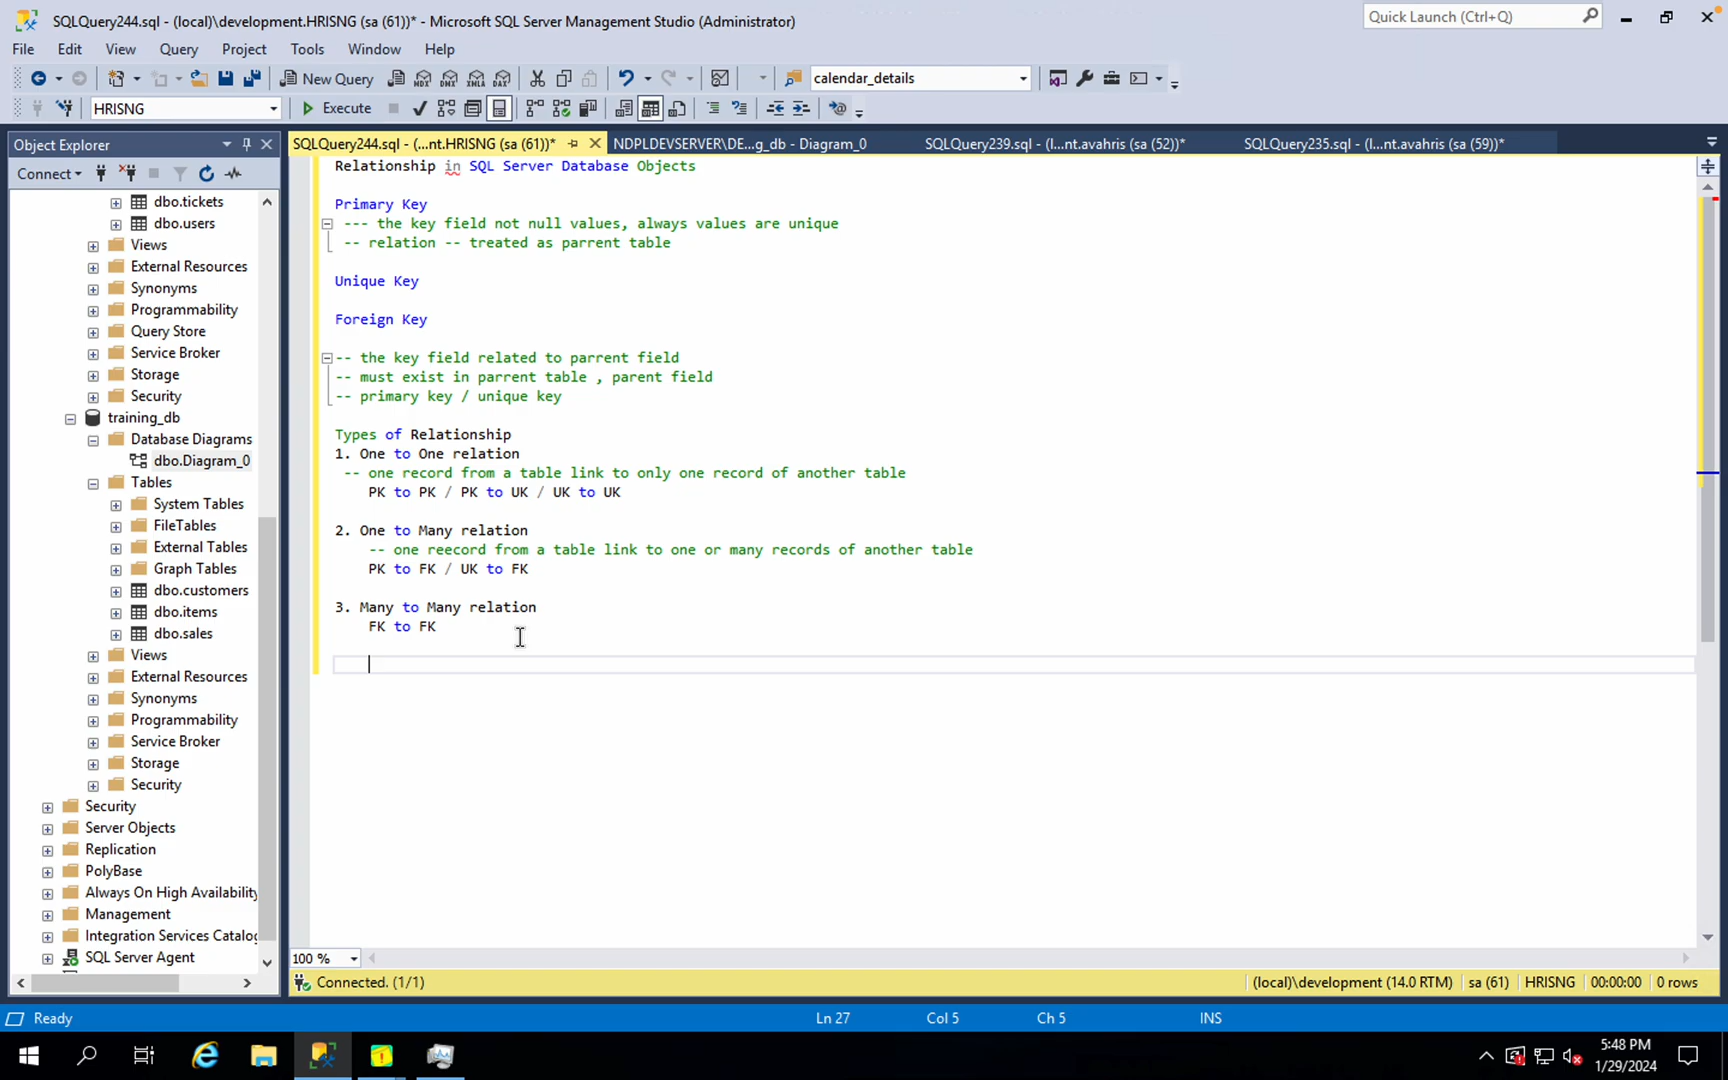 SQLQuery244.sql - (local)\development.HRISNG (sa (61))* - Microsoft SQL Server Management Studio (Administrator)
Quick Launch (Ctrl+Q)
File Edit View Query Project Tools Window Help
New Query
MDX DMX XMLA DAX
calendar_details
HRISNG
Execute
Object Explorer
SQLQuery244.sql - (...nt.HRISNG (sa (61))*
NDPLDEVSERVER\DE...g_db - Diagram_0
SQLQuery239.sql - (l...nt.avahris (sa (52))*
SQLQuery235.sql - (l...nt.avahris (sa (59))*
Connect
dbo.tickets
dbo.users
Views
External Resources
Synonyms
Programmability
Query Store
Service Broker
Storage
Security
training_db
Database Diagrams
dbo.Diagram_0
Tables
System Tables
FileTables
External Tables
Graph Tables
dbo.customers
dbo.items
dbo.sales
Views
External Resources
Synonyms
Programmability
Service Broker
Storage
Security
Security
Server Objects
Replication
PolyBase
Always On High Availability
Management
Integration Services Catalog
SQL Server Agent
Relationship in SQL Server Database Objects
Primary Key
--- the key field not null values, always values are unique
-- relation -- treated as parrent table
Unique Key
Foreign Key
-- the key field related to parrent field
-- must exist in parrent table , parent field
-- primary key / unique key
Types of Relationship
1. One to One relation
-- one record from a table link to only one record of another table
PK to PK / PK to UK / UK to UK
2. One to Many relation
-- one reecord from a table link to one or many records of another table
PK to FK / UK to FK
3. Many to Many relation
FK to FK
100 %
Connected. (1/1)
(local)\development (14.0 RTM) sa (61) HRISNG 00:00:00 0 rows
Ready
Ln 27 Col 5 Ch 5 INS
5:48 PM
1/29/2024